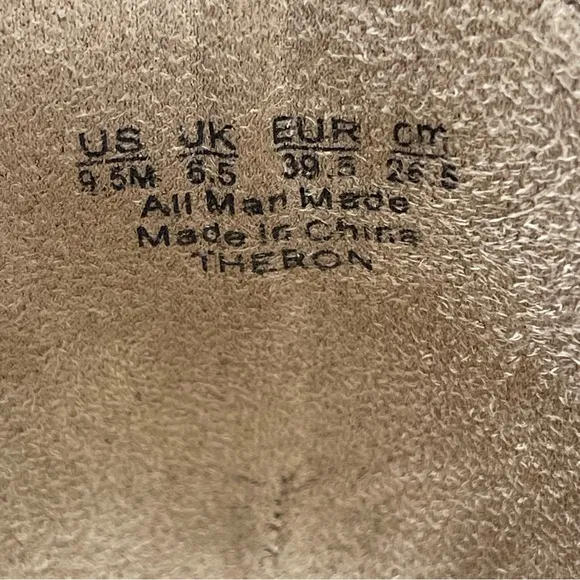 US UK EUR cm
9.5M 6.5 39.5 26.5
All Man Made
Made in China
THERON